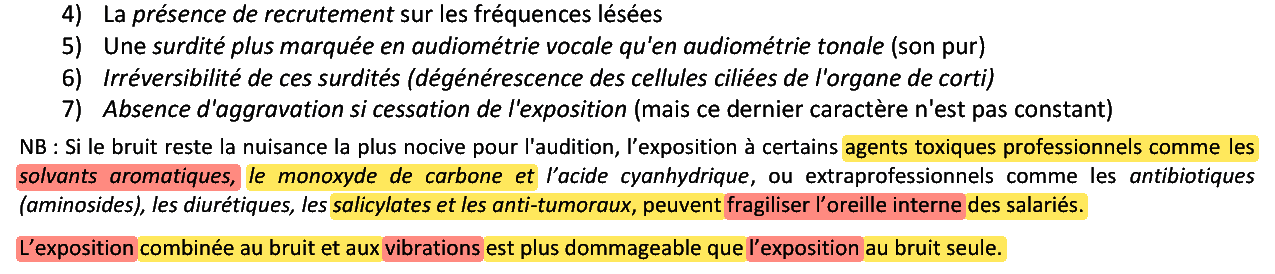 4) La présence de recrutement sur les fréquences lésées
5) Une surdité plus marquée en audiométrie vocale qu'en audiométrie tonale (son pur)
6) Irréversibilité de ces surdités (dégénérescence des cellules ciliées de l'organe de corti)
7) Absence d'aggravation si cessation de l'exposition (mais ce dernier caractère n'est pas constant)
NB : Si le bruit reste la nuisance la plus nocive pour l'audition, l’exposition à certains agents toxiques professionnels comme les
solvants aromatiques, le monoxyde de carbone et l’acide cyanhydrique, ou extraprofessionnels comme les antibiotiques
(aminosides), les diurétiques, les salicylates et les anti-tumoraux, peuvent fragiliser l’oreille interne des salariés.
L’exposition combinée au bruit et aux vibrations est plus dommageable que l’exposition au bruit seule.